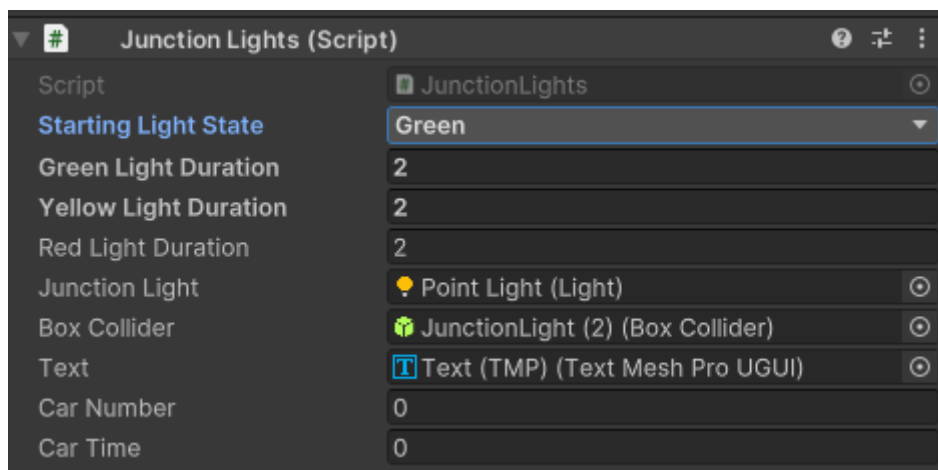 # Junction Lights (Script)
Script JunctionLights
Starting Light State Green
Green Light Duration 2
Yellow Light Duration 2
Red Light Duration 2
Junction Light Point Light (Light)
Box Collider JunctionLight (2) (Box Collider)
Text Text (TMP) (Text Mesh Pro UGUI)
Car Number 0
Car Time 0